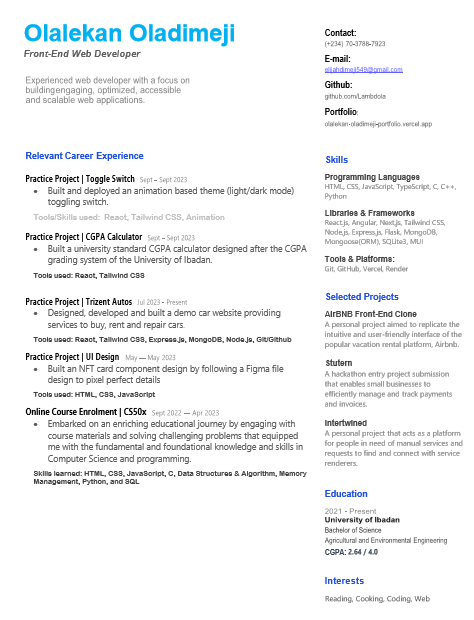 Olalekan Oladimeji
Front-End Web Developer
Experienced web developer with a focus on
buildingengaging, optimized, accessible
and scalable web applications.
Relevant Career Experience
Practice Project | Toggle Switch Sept – Sept 2023
• Built and deployed an animation based theme (light/dark mode)
toggling switch.
Tools/Skills used: React, Tailwind CSS, Animation
Practice Project | CGPA Calculator Sept – Sept 2023
• Built a university standard CGPA calculator designed after the CGPA
grading system of the University of Ibadan.
Tools used: React, Tailwind CSS
Practice Project | Trizent Autos Jul 2023 – Present
• Designed, developed and built a demo car website providing
services to buy, rent and repair cars.
Tools used: React, Tailwind CSS, Express.js, MongoDB, Node.js, Git/Github
Practice Project | UI Design May — May 2023
• Built an NFT card component design by following a Figma file
design to pixel perfect details
Tools used: HTML, CSS, JavaScript
Online Course Enrolment | CS50x Sept 2022 — Apr 2023
• Embarked on an enriching educational journey by engaging with
course materials and solving challenging problems that equipped
me with the fundamental and foundational knowledge and skills in
Computer Science and programming.
Skills learned: HTML, CSS, JavaScript, C, Data Structures & Algorithm, Memory
Management, Python, and SQL
Contact:
(+234) 70-3788-7923
E-mail:
elijahdimeji549@gmail.com
Github:
github.com/Lambdola
Portfolio:
olalekan-oladimeji-portfolio.vercel.app
Skills
Programming Languages
HTML, CSS, JavaScript, TypeScript, C, C++,
Python
Libraries & Frameworks
React.js, Angular, Next.js, Tailwind CSS,
Node.js, Express.js, Flask, MongoDB,
Mongoose(ORM), SQLite3, MUI
Tools & Platforms:
Git, GitHub, Vercel, Render
Selected Projects
AirBNB Front-End Clone
A personal project aimed to replicate the
intuitive and user-friendly interface of the
popular vacation rental platform, Airbnb.
Stutern
A hackathon entry project submission
that enables small businesses to
efficiently manage and track payments
and invoices.
Intertwined
A personal project that acts as a platform
for people in need of manual services and
requests to find and connect with service
renderers.
Education
2021 - Present
University of Ibadan
Bachelor of Science
Agricultural and Environmental Engineering
CGPA: 2.64 / 4.0
Interests
Reading, Cooking, Coding, Web